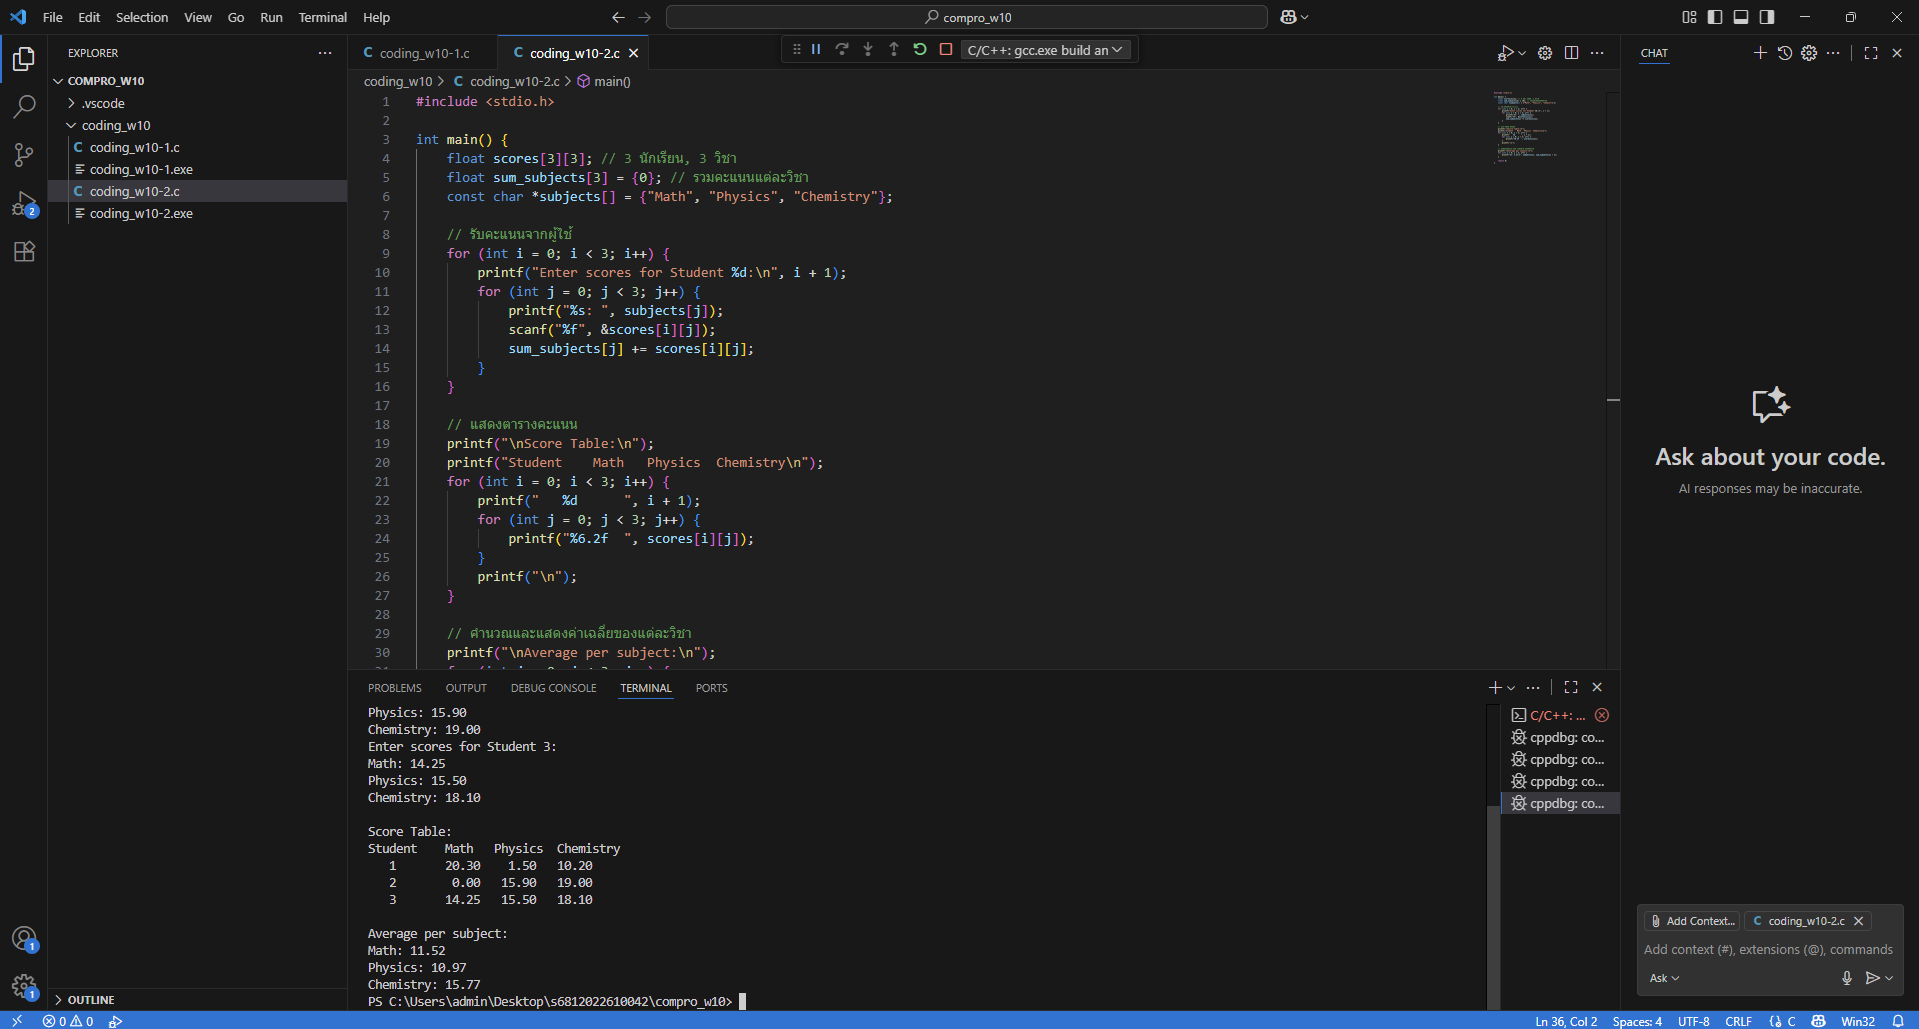 File Edit Selection View Go Run Terminal Help
compro_w10
EXPLORER
COMPRO_W10
.vscode
coding_w10
coding_w10-1.c
coding_w10-1.exe
coding_w10-2.c
coding_w10-2.exe
2
1
1
OUTLINE
coding_w10-1.c
coding_w10-2.c
C/C++: gcc.exe build an
coding_w10 > C coding_w10-2.c > main()
1 #include <stdio.h>
2
3 int main() {
4 float scores[3][3]; // 3 นักเรียน, 3 วิชา
5 float sum_subjects[3] = {0}; // รวมคะแนนแต่ละวิชา
6 const char *subjects[] = {"Math", "Physics", "Chemistry"};
7
8 // รับคะแนนจากผู้ใช้
9 for (int i = 0; i < 3; i++) {
10 printf("Enter scores for Student %d:\n", i + 1);
11 for (int j = 0; j < 3; j++) {
12 printf("%s: ", subjects[j]);
13 scanf("%f", &scores[i][j]);
14 sum_subjects[j] += scores[i][j];
15 }
16 }
17
18 // แสดงตารางคะแนน
19 printf("\nScore Table:\n");
20 printf("Student    Math   Physics  Chemistry\n");
21 for (int i = 0; i < 3; i++) {
22 printf("   %d      ", i + 1);
23 for (int j = 0; j < 3; j++) {
24 printf("%6.2f  ", scores[i][j]);
25 }
26 printf("\n");
27 }
28
29 // คำนวณและแสดงค่าเฉลี่ยของแต่ละวิชา
30 printf("\nAverage per subject:\n");
PROBLEMS OUTPUT DEBUG CONSOLE TERMINAL PORTS
Physics: 15.90
Chemistry: 19.00
Enter scores for Student 3:
Math: 14.25
Physics: 15.50
Chemistry: 18.10
Score Table:
Student Math Physics Chemistry
1 20.30 1.50 10.20
2 0.00 15.90 19.00
3 14.25 15.50 18.10
Average per subject:
Math: 11.52
Physics: 10.97
Chemistry: 15.77
PS C:\Users\admin\Desktop\s6812022610042\compro_w10>
C/C++: ...
cppdbg: co...
cppdbg: co...
cppdbg: co...
cppdbg: co...
CHAT
Ask about your code.
AI responses may be inaccurate.
Add Context...
C coding_w10-2.c
Add context (#), extensions (@), commands
Ask
0 0
Ln 36, Col 2 Spaces: 4 UTF-8 CRLF {} C Win32